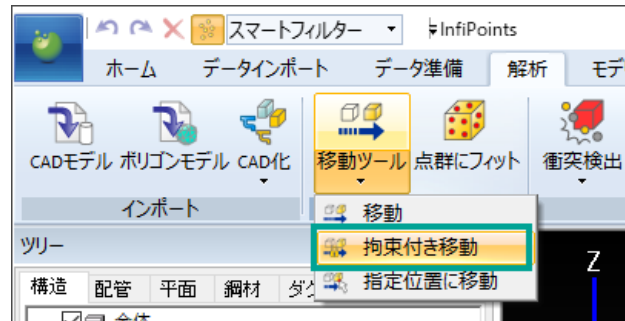 スマートフィルター InfiPoints
ホーム データインポート データ準備 解析 モデ
CADモデル ポリゴンモデル CAD化 移動ツール 点群にフィット 衝突検出
インポート
移動
拘束付き移動
指定位置に移動
ツリー
Z
構造 配管 平面 鋼材 ダク
全体